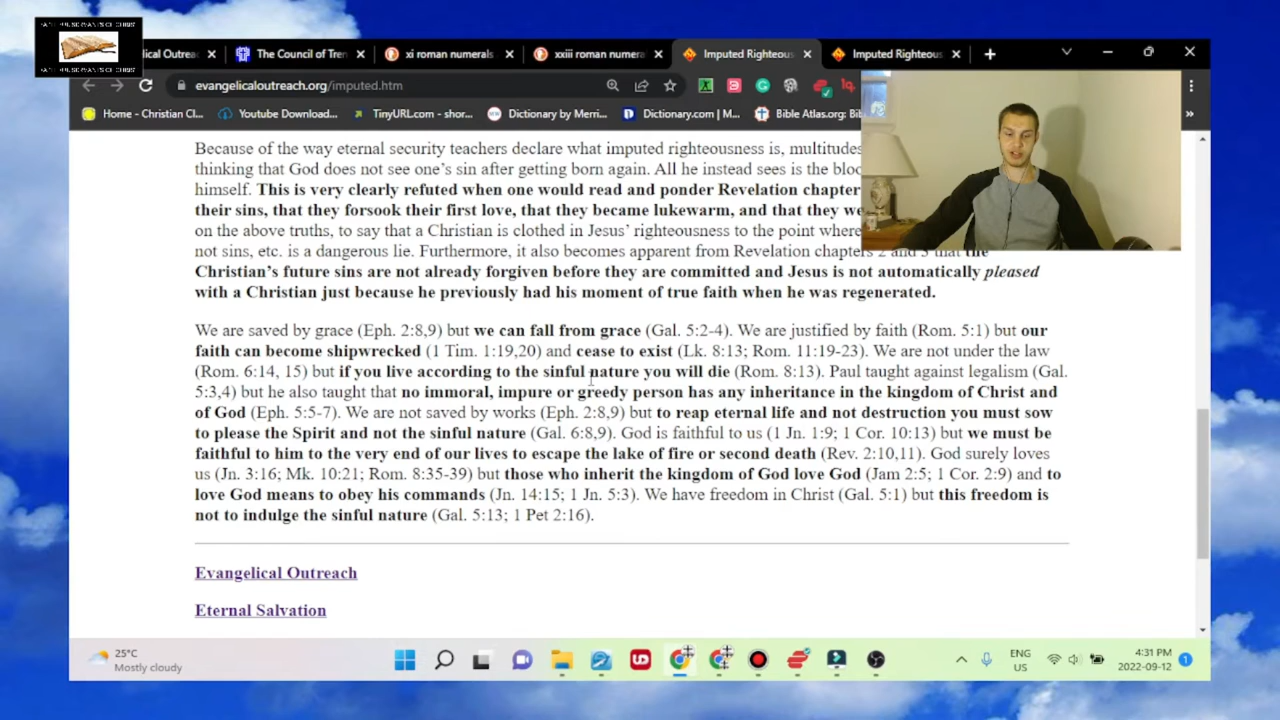 FAITHFUL SERVANTS OF CHRIST
FAITHFUL SERVANTS OF CHRIST
ical Outrea
The Council of Tren
xi roman numerals
xxiii roman numera
Imputed Righteous
Imputed Righteous
evangelicaloutreach.org/imputed.htm
Home - Christian Cl...
Youtube Download...
TinyURL.com - shor...
Dictionary by Merri...
Dictionary.com | M...
Bible Atlas.org: Bib
Because of the way eternal security teachers declare what imputed righteousness is, multitudes
thinking that God does not see one's sin after getting born again. All he instead sees is the bloo
himself. This is very clearly refuted when one would read and ponder Revelation chapter
their sins, that they forsook their first love, that they became lukewarm, and that they we
on the above truths, to say that a Christian is clothed in Jesus' righteousness to the point where
not sins, etc. is a dangerous lie. Furthermore, it also becomes apparent from Revelation chapters 2 and 3 that the
Christian's future sins are not already forgiven before they are committed and Jesus is not automatically pleased
with a Christian just because he previously had his moment of true faith when he was regenerated.
We are saved by grace (Eph. 2:8,9) but we can fall from grace (Gal. 5:2-4). We are justified by faith (Rom. 5:1) but our
faith can become shipwrecked (1 Tim. 1:19,20) and cease to exist (Lk. 8:13; Rom. 11:19-23). We are not under the law
(Rom. 6:14, 15) but if you live according to the sinful nature you will die (Rom. 8:13). Paul taught against legalism (Gal.
5:3,4) but he also taught that no immoral, impure or greedy person has any inheritance in the kingdom of Christ and
of God (Eph. 5:5-7). We are not saved by works (Eph. 2:8,9) but to reap eternal life and not destruction you must sow
to please the Spirit and not the sinful nature (Gal. 6:8,9). God is faithful to us (1 Jn. 1:9; 1 Cor. 10:13) but we must be
faithful to him to the very end of our lives to escape the lake of fire or second death (Rev. 2:10,11). God surely loves
us (Jn. 3:16; Mk. 10:21; Rom. 8:35-39) but those who inherit the kingdom of God love God (Jam 2:5; 1 Cor. 2:9) and to
love God means to obey his commands (Jn. 14:15; 1 Jn. 5:3). We have freedom in Christ (Gal. 5:1) but this freedom is
not to indulge the sinful nature (Gal. 5:13; 1 Pet 2:16).
Evangelical Outreach
Eternal Salvation
25°C
Mostly cloudy
ENG
US
4:31 PM
2022-09-12
1